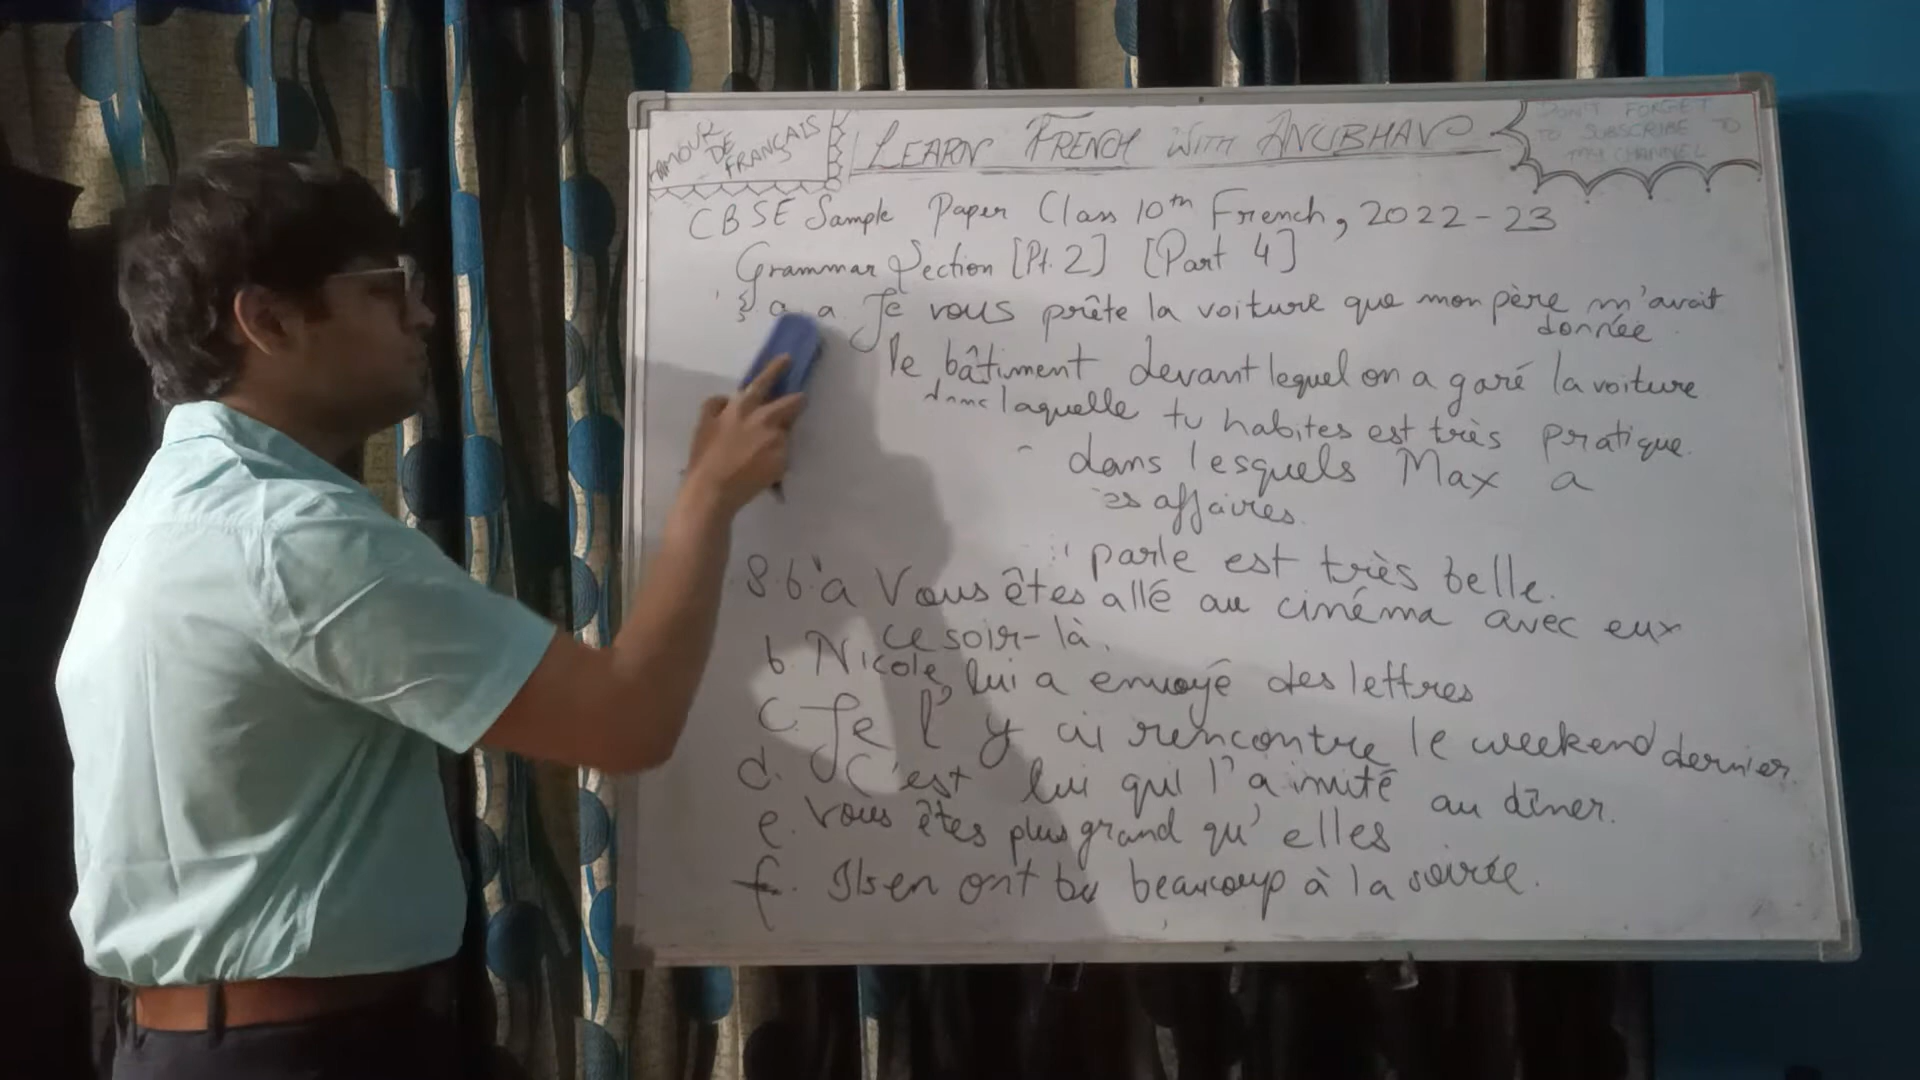 AMOUR
DE
FRANÇAIS
LEARN FRENCH WITH ANUBHAV
DON'T FORGET
TO SUBSCRIBE TO
MY CHANNEL
CBSE Sample Paper Class 10th French, 2022-23
Grammar Section [Pt. 2] [Part 4]
a. a. Je vous prête la voiture que mon père m'avait
donnée
le bâtiment devant lequel on a garé la voiture
laquelle tu habites est très pratique.
dans lesquels Max a
es affaires.
parle est très belle.
8.b. a Vous êtes allé au cinéma avec eux
ce soir-là.
b. Nicole lui a envoyé des lettres
c. Je l'y ai rencontre le weekend dernier.
d. C'est lui qui l'a invité au dîner.
e. Vous êtes plus grand qu'elles
f. Ils en ont bu beaucoup à la soirée.